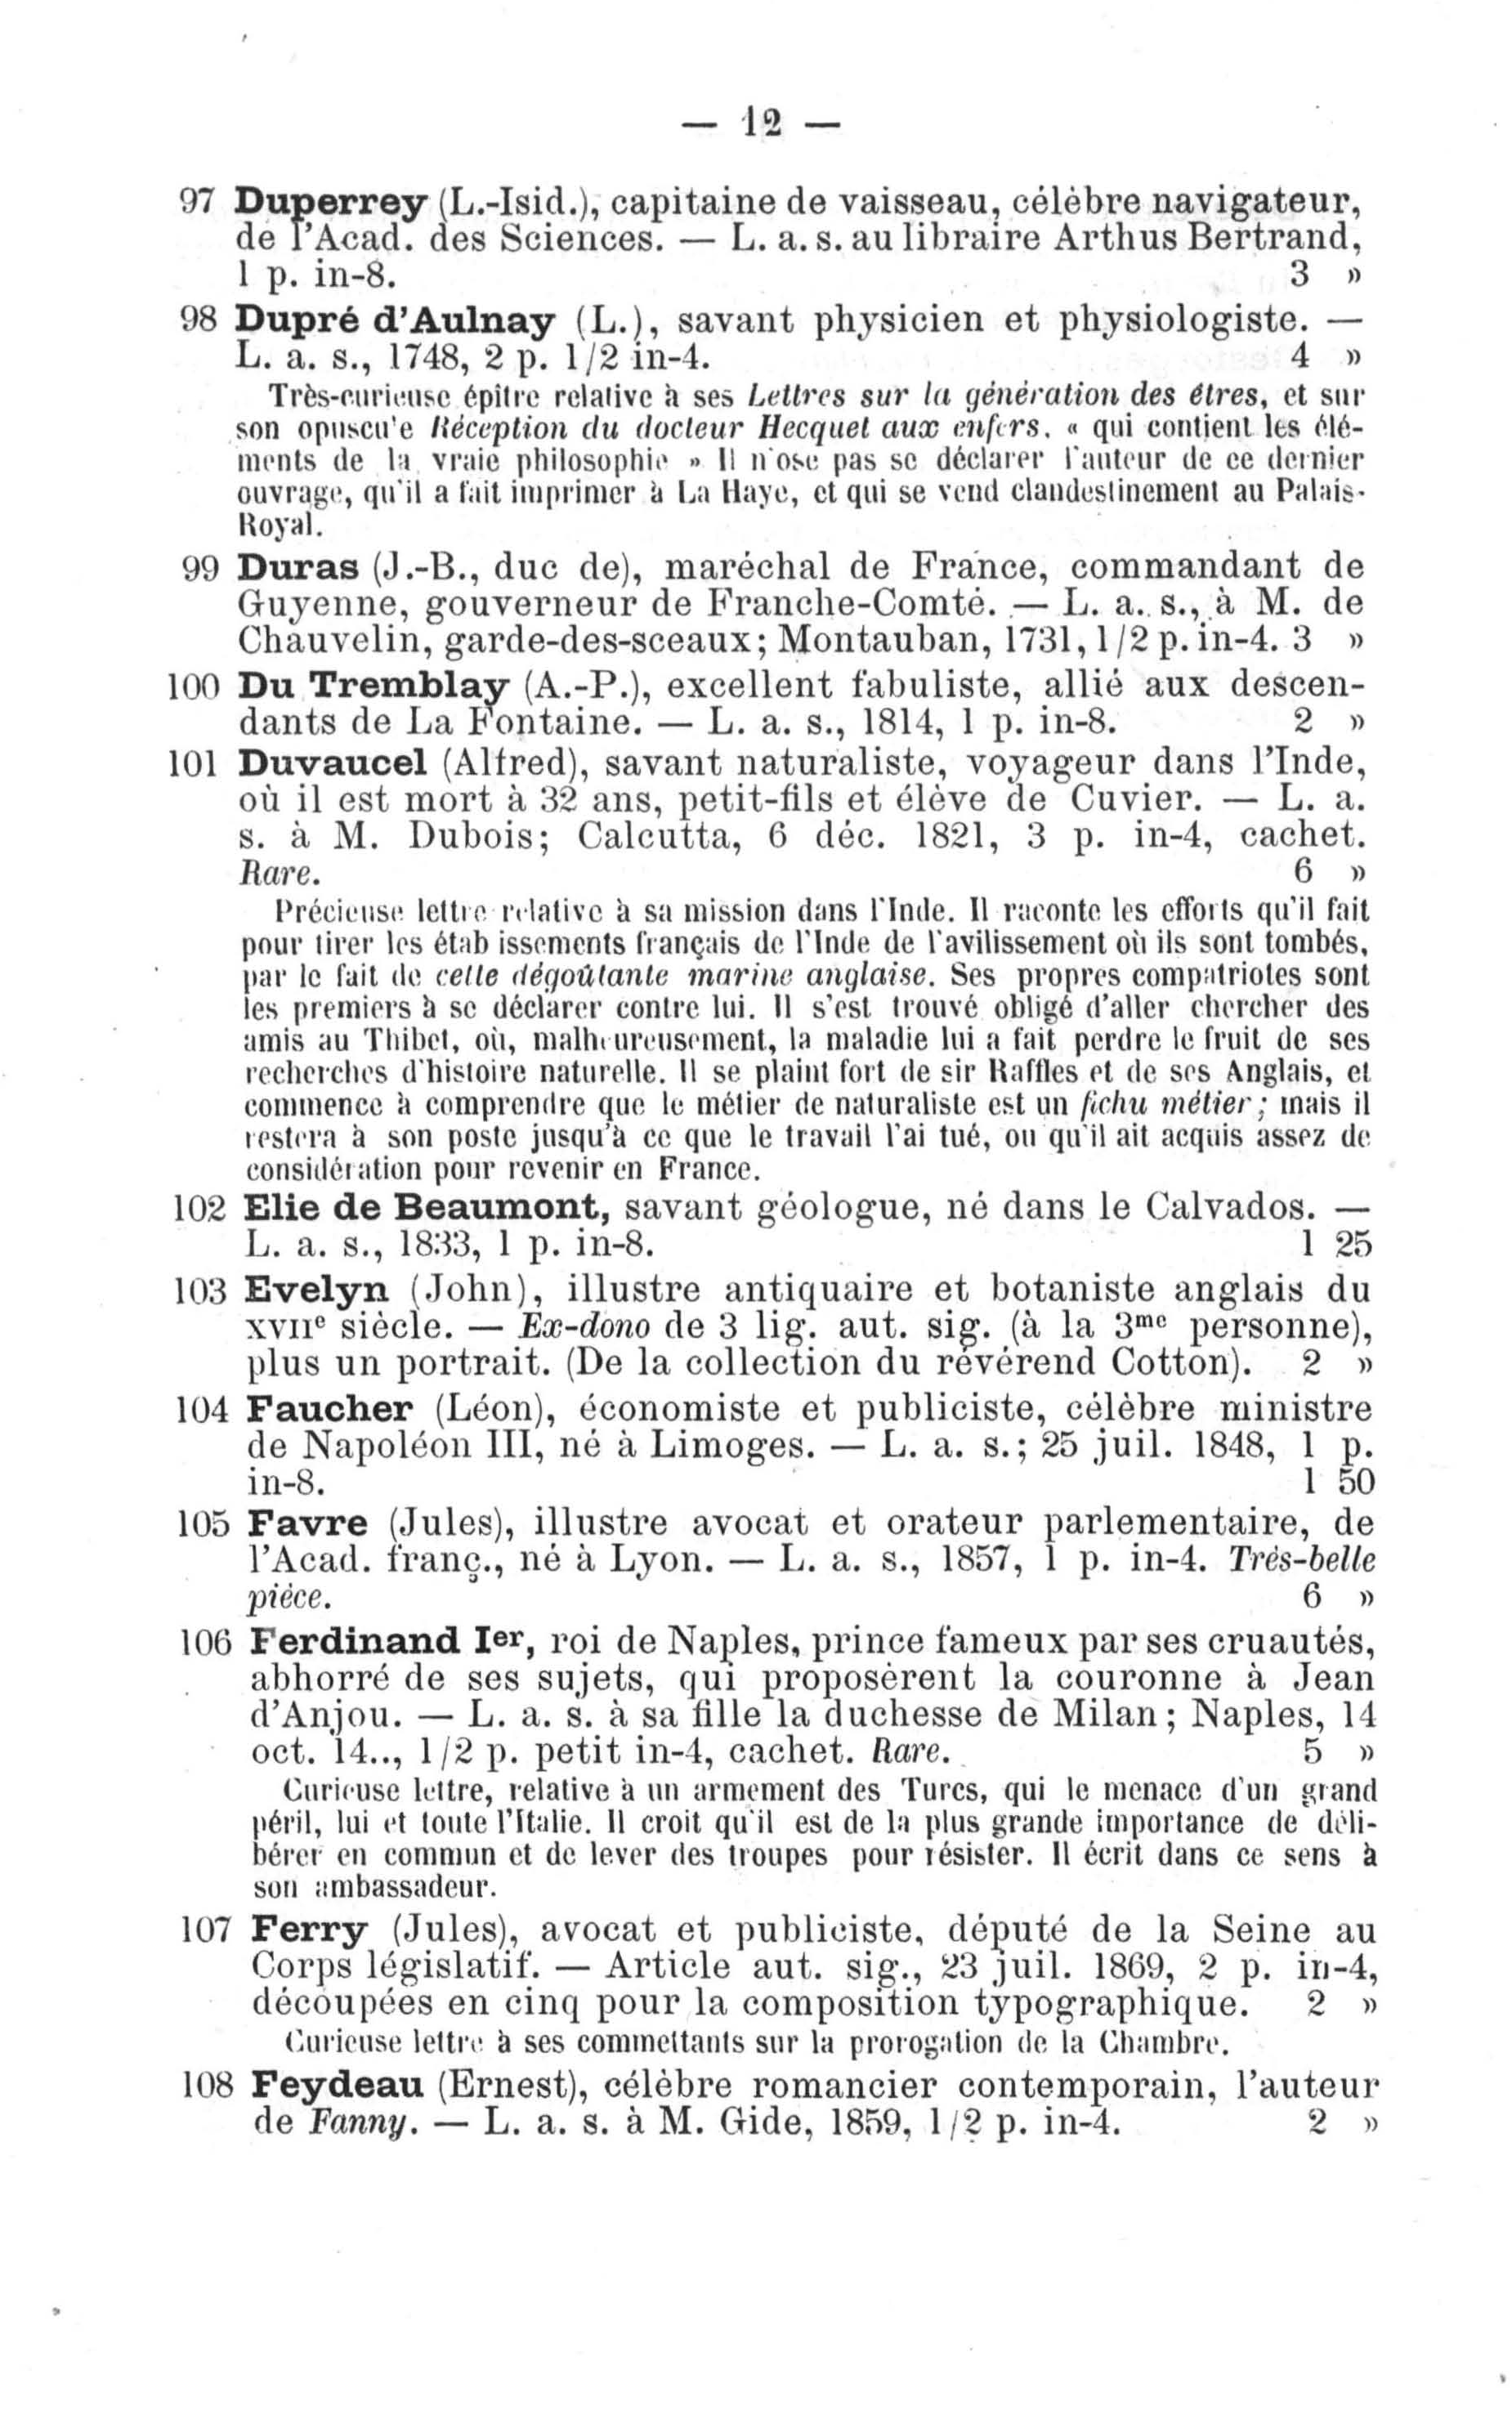 — 12 —
97 Duperrey (L.-Isid.), capitaine de vaisseau, célèbre navigateur,
de l'Acad. des Sciences. — L. a. s. au libraire Arthus Bertrand,
1 p. in-8. 3 »
98 Dupré d'Aulnay (L.), savant physicien et physiologiste. —
L. a. s., 1748, 2 p. 1/2 in-4. 4 »
Très-curieuse épître relative à ses Lettres sur la génération des êtres, et sur
son opuscu'e Réception du docteur Hecquet aux enfers. « qui contient les élé-
ments de la vraie philosophie » Il n'ose pas se déclarer l'auteur de ce dernier
ouvrage, qu'il a fait imprimer à La Haye, et qui se vend clandestinement au Palais-
Royal.
99 Duras (J.-B., duc de), maréchal de France, commandant de
Guyenne, gouverneur de Franche-Comté. — L. a. s., à M. de
Chauvelin, garde-des-sceaux; Montauban, 1731, 1/2 p. in-4. 3 »
100 Du Tremblay (A.-P.), excellent fabuliste, allié aux descen-
dants de La Fontaine. — L. a. s., 1814, 1 p. in-8. 2 »
101 Duvaucel (Alfred), savant naturaliste, voyageur dans l'Inde,
où il est mort à 32 ans, petit-fils et élève de Cuvier. — L. a.
s. à M. Dubois; Calcutta, 6 déc. 1821, 3 p. in-4, cachet.
Rare. 6 »
Précieuse lettre relative à sa mission dans l'Inde. Il raconte les efforts qu'il fait
pour tirer les étab issements français de l'Inde de l'avilissement où ils sont tombés,
par le fait de cette dégoûtante marine anglaise. Ses propres compatriotes sont
les premiers à se déclarer contre lui. Il s'est trouvé obligé d'aller chercher des
amis au Thibet, où, malheureusement, la maladie lui a fait perdre le fruit de ses
recherches d'histoire naturelle. Il se plaint fort de sir Raffles et de ses Anglais, et
commence à comprendre que le métier de naturaliste est un fichu métier; mais il
restera à son poste jusqu'à ce que le travail l'ai tué, ou qu'il ait acquis assez de
considération pour revenir en France.
102 Elie de Beaumont, savant géologue, né dans le Calvados. —
L. a. s., 1833, 1 p. in-8. 1 25
103 Evelyn (John), illustre antiquaire et botaniste anglais du
XVIIe siècle. — Ex-dono de 3 lig. aut. sig. (à la 3me personne),
plus un portrait. (De la collection du révérend Cotton). 2 »
104 Faucher (Léon), économiste et publiciste, célèbre ministre
de Napoléon III, né à Limoges. — L. a. s.; 25 juil. 1848, 1 p.
in-8. 1 50
105 Favre (Jules), illustre avocat et orateur parlementaire, de
l'Acad. franç., né à Lyon. — L. a. s., 1857, 1 p. in-4. Très-belle
pièce. 6 »
106 Ferdinand Ier, roi de Naples, prince fameux par ses cruautés,
abhorré de ses sujets, qui proposèrent la couronne à Jean
d'Anjou. — L. a. s. à sa fille la duchesse de Milan; Naples, 14
oct. 14.., 1/2 p. petit in-4, cachet. Rare. 5 »
Curieuse lettre, relative à un armement des Turcs, qui le menace d'un grand
péril, lui et toute l'Italie. Il croit qu'il est de la plus grande importance de déli-
bérer en commun et de lever des troupes pour résister. Il écrit dans ce sens à
son ambassadeur.
107 Ferry (Jules), avocat et publiciste, député de la Seine au
Corps législatif. — Article aut. sig., 23 juil. 1869, 2 p. in-4,
découpées en cinq pour la composition typographique. 2 »
Curieuse lettre à ses commettants sur la prorogation de la Chambre.
108 Feydeau (Ernest), célèbre romancier contemporain, l'auteur
de Fanny. — L. a. s. à M. Gide, 1859, 1/2 p. in-4. 2 »